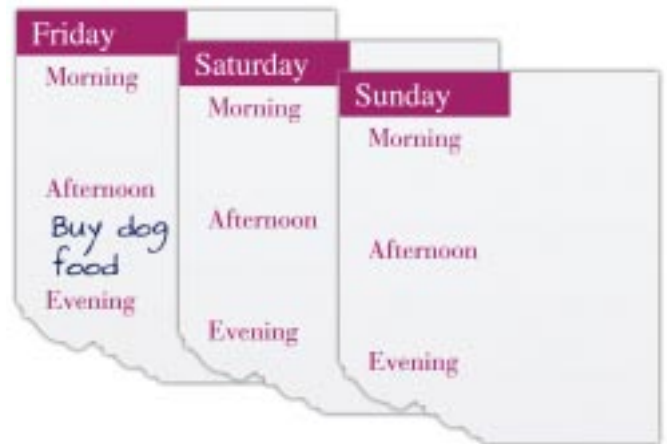 Friday
Morning
Afternoon
Buy dog
food
Evening
Saturday
Morning
Afternoon
Evening
Sunday
Morning
Afternoon
Evening